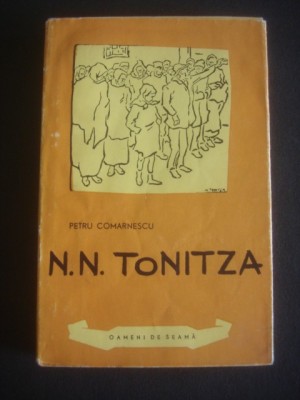 PETRU COMARNESCU
N.N. TONITZA
OAMENI DE SEAMĂ